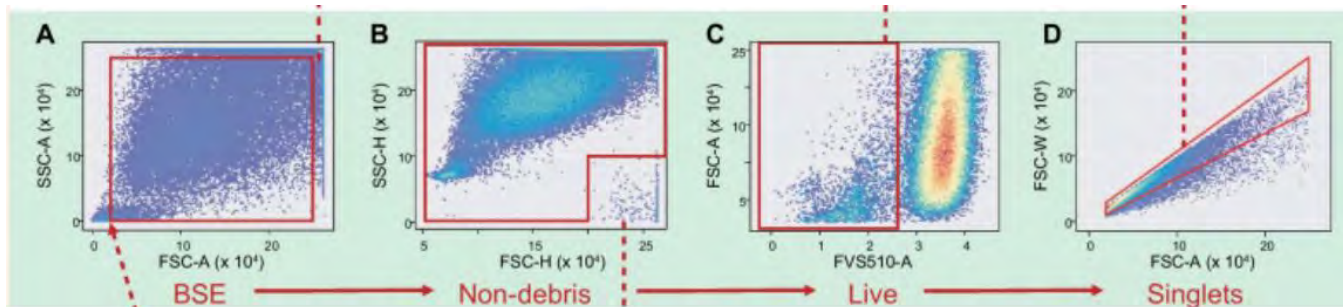 A
B
C
D
SSC-A (x 10⁴)
20
10
0
0
10
20
FSC-A (x 10⁴)
SSC-H (x 10⁴)
20
10
0
5
15
25
FSC-H (x 10⁴)
FSC-A (x 10⁴)
25
10
5
0
1
2
3
4
FVS510-A
FSC-W (x 10⁴)
20
10
0
0
10
20
FSC-A (x 10⁴)
BSE
Non-debris
Live
Singlets